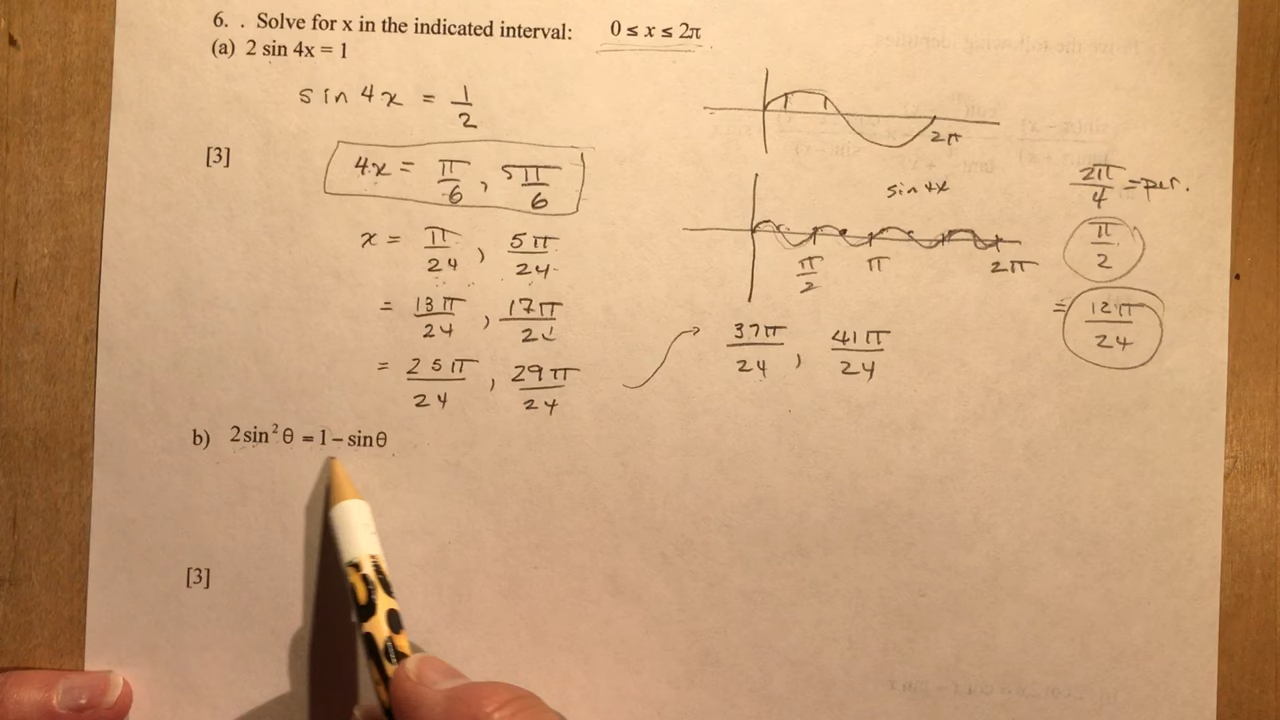 6. . Solve for x in the indicated interval: 0 ≤ x ≤ 2π
(a) 2 sin 4x = 1
sin 4x = 1/2
[3]
4x = π/6 , 5π/6
x = π/24 , 5π/24
= 13π/24 , 17π/24
= 25π/24 , 29π/24
2π
sin 4x
π/2 π 2π
2π/4 = per.
π/2
= 12π/24
37π/24 , 41π/24
b) 2sin²θ = 1 − sinθ
[3]